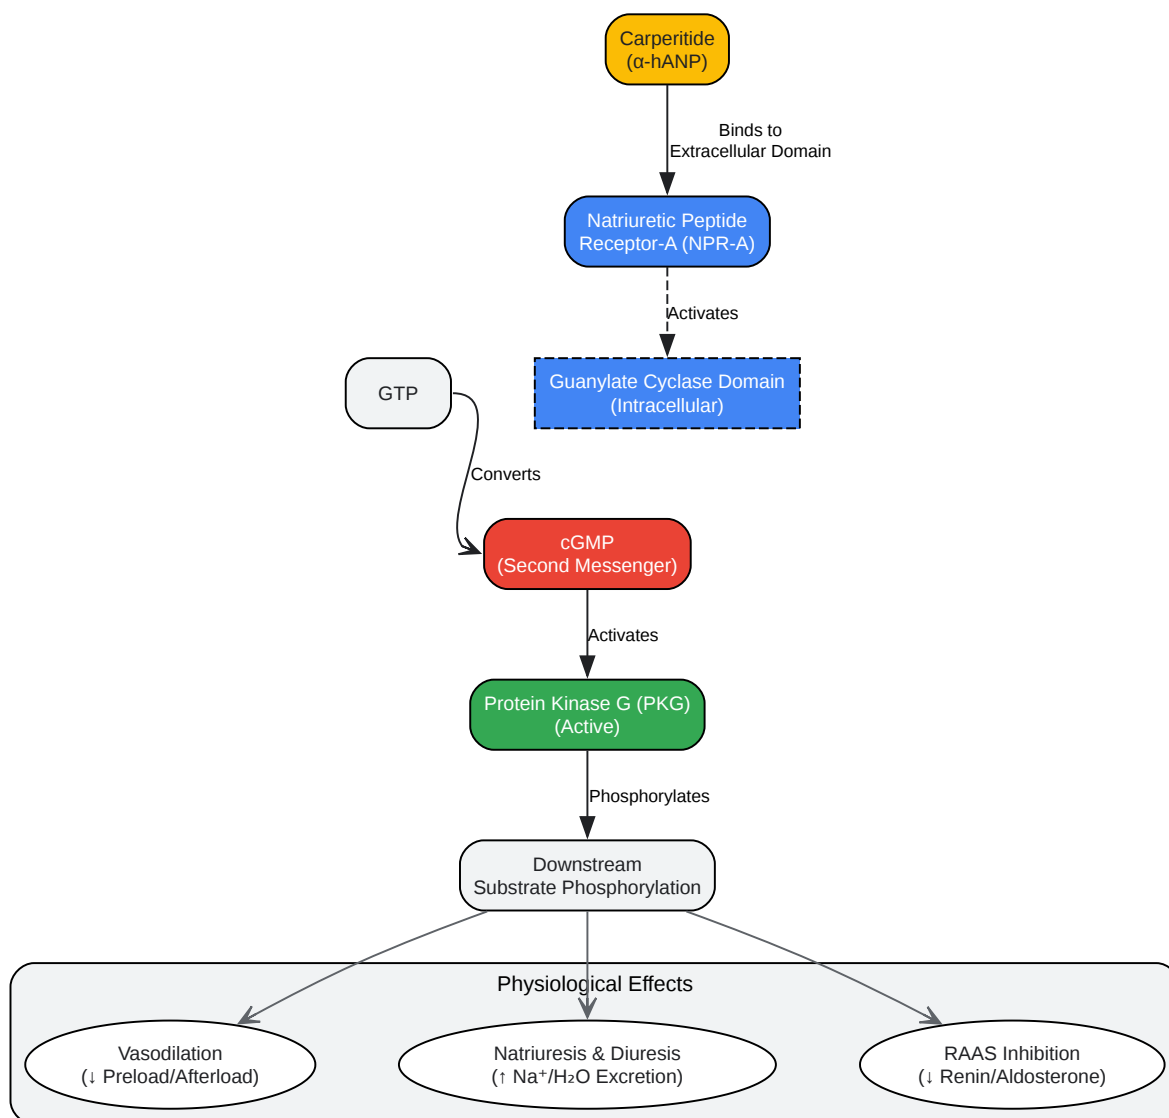 Carperitide
(α-hANP)
Binds to
Extracellular Domain
Natriuretic Peptide
Receptor-A (NPR-A)
Activates
GTP
Guanylate Cyclase Domain
(Intracellular)
Converts
cGMP
(Second Messenger)
Activates
Protein Kinase G (PKG)
(Active)
Phosphorylates
Downstream
Substrate Phosphorylation
Physiological Effects
Vasodilation
(↓ Preload/Afterload)
Natriuresis & Diuresis
(↑ Na⁺/H₂O Excretion)
RAAS Inhibition
(↓ Renin/Aldosterone)